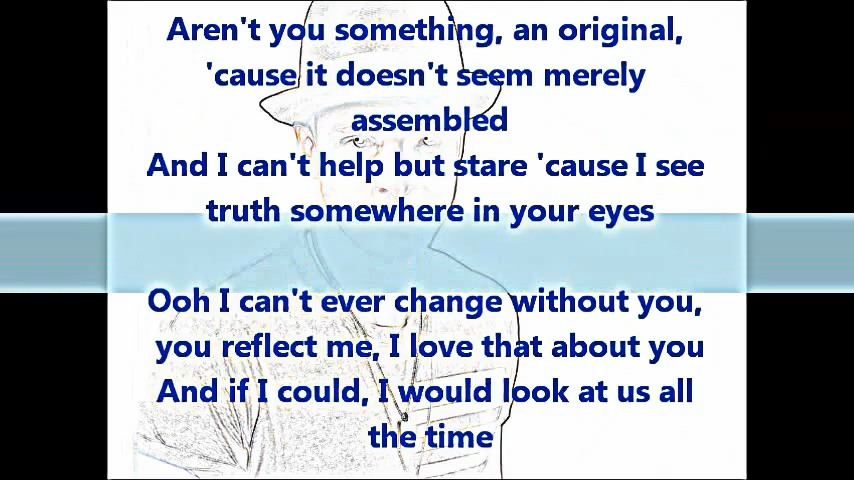 Aren't you something, an original,
'cause it doesn't seem merely
assembled
And I can't help but stare 'cause I see
truth somewhere in your eyes
Ooh I can't ever change without you,
you reflect me, I love that about you
And if I could, I would look at us all
the time